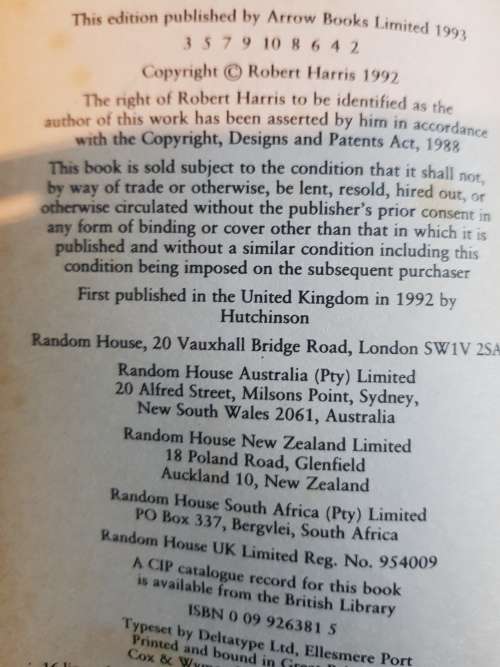 This edition published by Arrow Books Limited 1993
3 5 7 9 10 8 6 4 2
Copyright © Robert Harris 1992
The right of Robert Harris to be identified as the
author of this work has been asserted by him in accordance
with the Copyright, Designs and Patents Act, 1988
This book is sold subject to the condition that it shall not,
by way of trade or otherwise, be lent, resold, hired out, or
otherwise circulated without the publisher's prior consent in
any form of binding or cover other than that in which it is
published and without a similar condition including this
condition being imposed on the subsequent purchaser
First published in the United Kingdom in 1992 by
Hutchinson
Random House, 20 Vauxhall Bridge Road, London SW1V 2SA
Random House Australia (Pty) Limited
20 Alfred Street, Milsons Point, Sydney,
New South Wales 2061, Australia
Random House New Zealand Limited
18 Poland Road, Glenfield
Auckland 10, New Zealand
Random House South Africa (Pty) Limited
PO Box 337, Bergvlei, South Africa
Random House UK Limited Reg. No. 954009
A CIP catalogue record for this book
is available from the British Library
ISBN 0 09 926381 5
Typeset by Deltatype Ltd, Ellesmere Port
Printed and bound in
Cox &